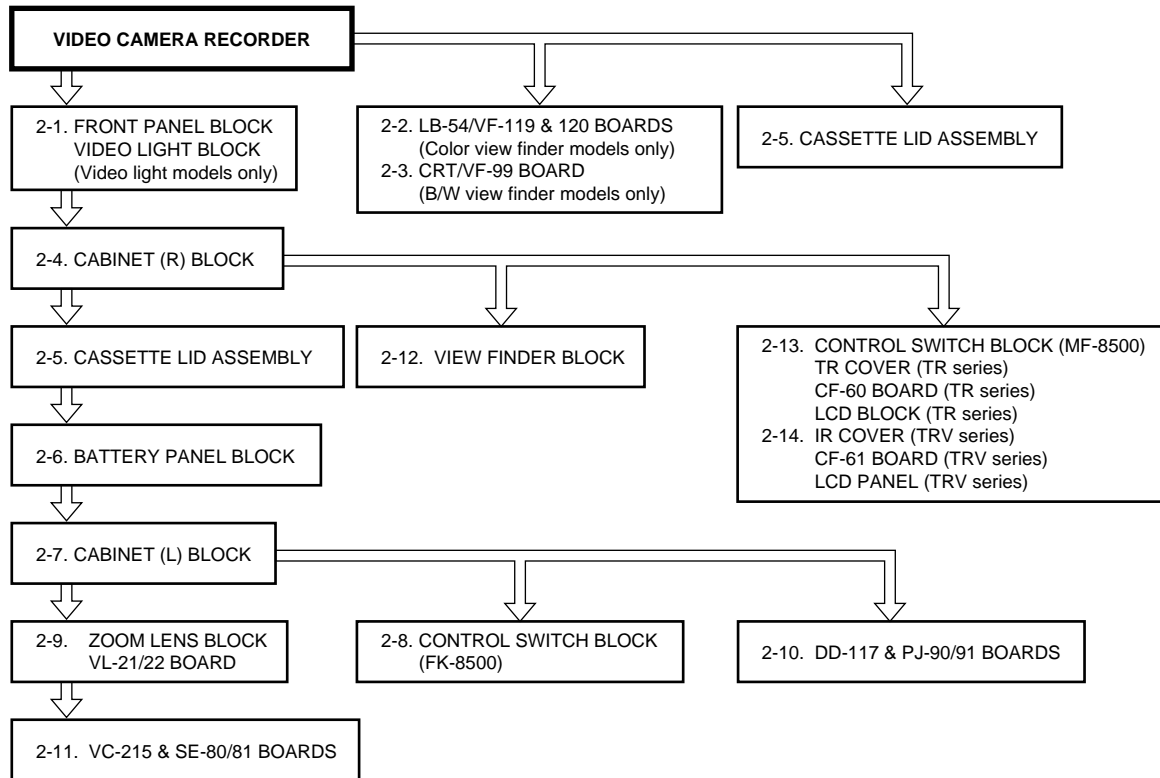 VIDEO CAMERA RECORDER
2-1. FRONT PANEL BLOCK
VIDEO LIGHT BLOCK
(Video light models only)
2-2. LB-54/VF-119 & 120 BOARDS
(Color view finder models only)
2-3. CRT/VF-99 BOARD
(B/W view finder models only)
2-5. CASSETTE LID ASSEMBLY
2-4. CABINET (R) BLOCK
2-5. CASSETTE LID ASSEMBLY
2-12. VIEW FINDER BLOCK
2-13. CONTROL SWITCH BLOCK (MF-8500)
TR COVER (TR series)
CF-60 BOARD (TR series)
LCD BLOCK (TR series)
2-14. IR COVER (TRV series)
CF-61 BOARD (TRV series)
LCD PANEL (TRV series)
2-6. BATTERY PANEL BLOCK
2-7. CABINET (L) BLOCK
2-9. ZOOM LENS BLOCK
VL-21/22 BOARD
2-8. CONTROL SWITCH BLOCK
(FK-8500)
2-10. DD-117 & PJ-90/91 BOARDS
2-11. VC-215 & SE-80/81 BOARDS